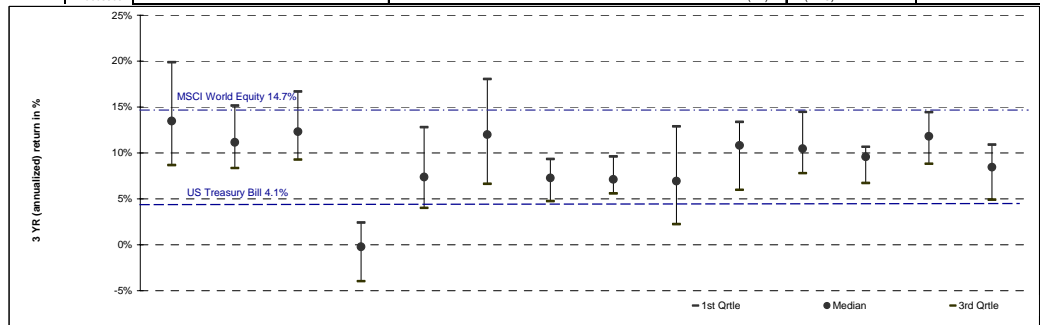 25%
20%
15%
10%
5%
0%
-5%
3 YR (annualized) return in %
MSCI World Equity 14.7%
US Treasury Bill 4.1%
1st Qrtle
Median
3rd Qrtle